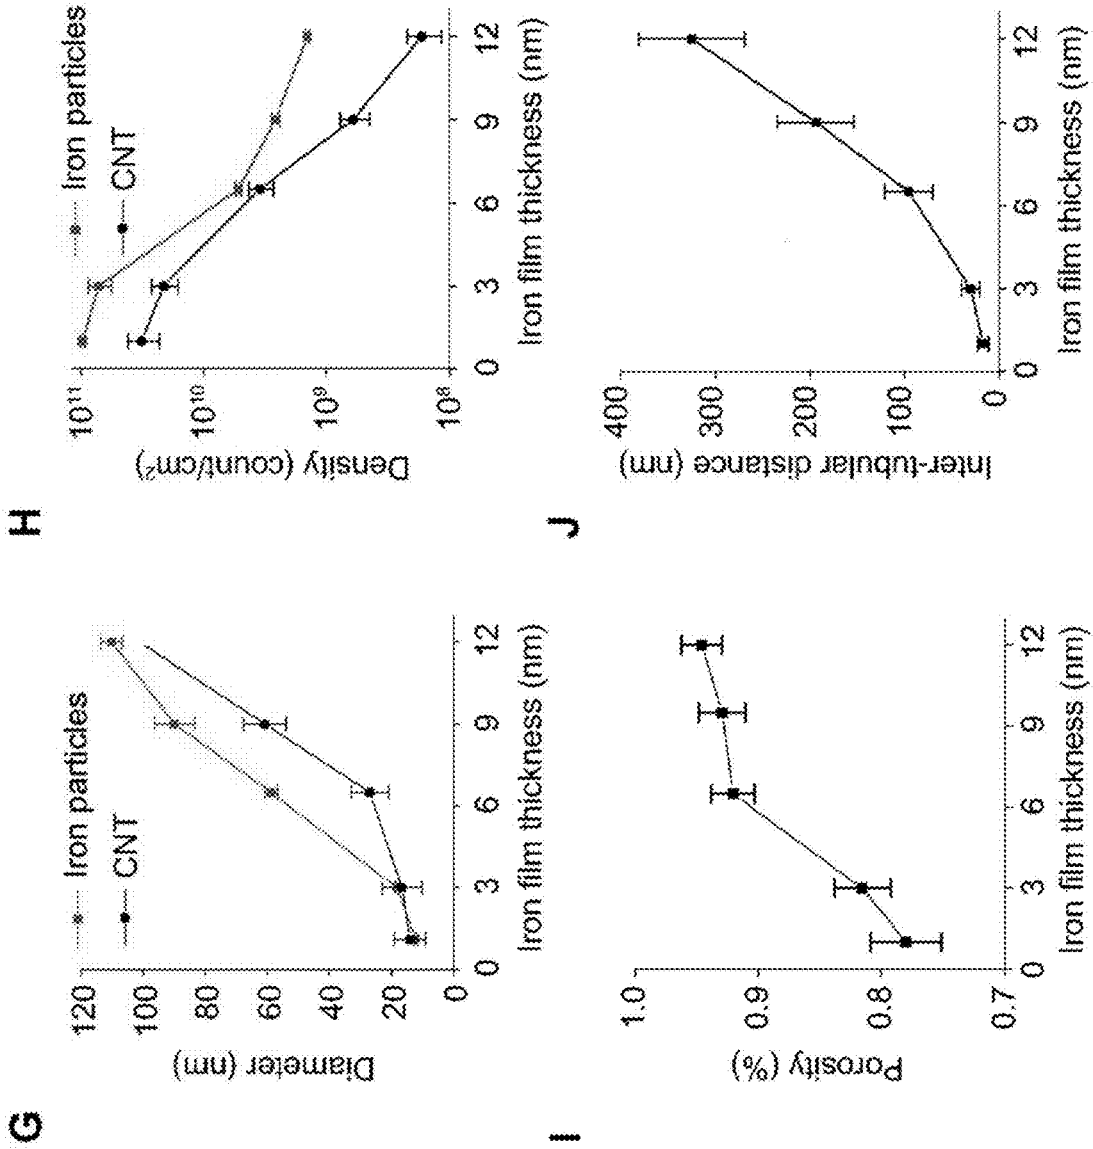 G
Diameter (nm)
120
100
80
60
40
20
0
Iron particles
CNT
0 3 6 9 12
Iron film thickness (nm)
H
Density (count/cm²)
10¹¹
10¹⁰
10⁹
10⁸
Iron particles
CNT
0 3 6 9 12
Iron film thickness (nm)
I
Porosity (%)
1.0
0.9
0.8
0.7
0 3 6 9 12
Iron film thickness (nm)
J
Inter-tubular distance (nm)
400
300
200
100
0
0 3 6 9 12
Iron film thickness (nm)